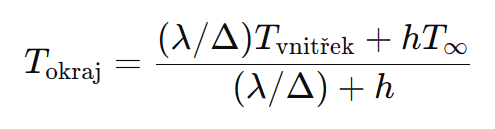 T_okraj = ((λ/Δ)T_vnitřek + hT_∞) / ((λ/Δ) + h)